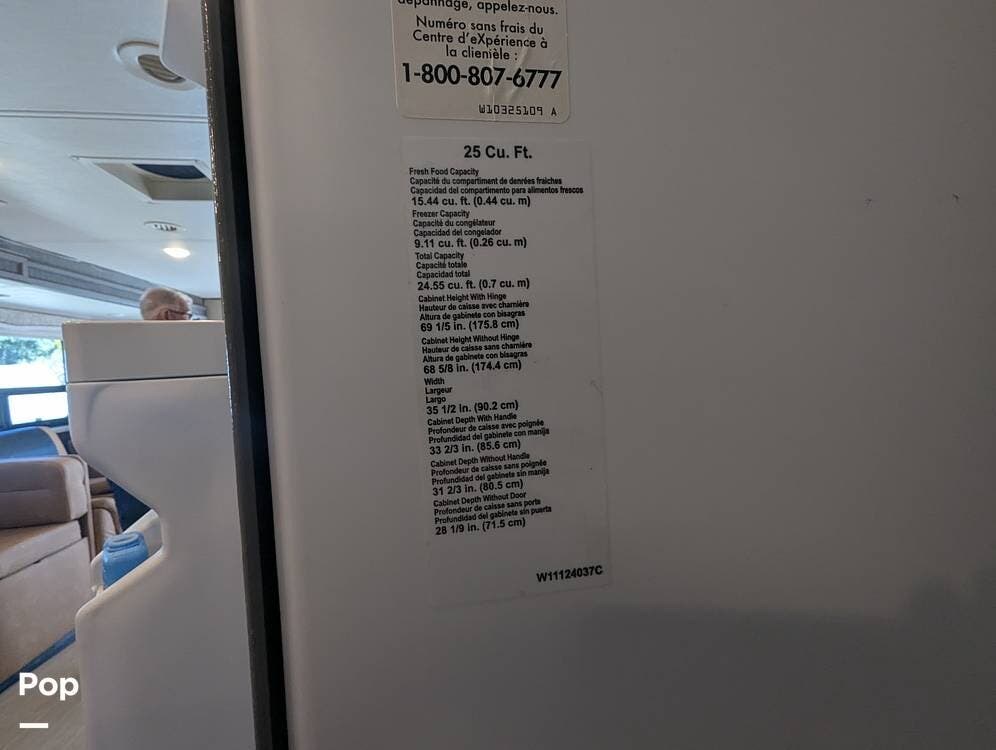 dépannage, appelez-nous.
Numéro sans frais du
Centre d'eXpérience à
la clienièle :
1-800-807-6777
W10325109 A
25 Cu. Ft.
Fresh Food Capacity
Capacité du compartiment de denrées fraiches
Capacidad del compartimento para alimentos frescos
15.44 cu. ft. (0.44 cu. m)
Freezer Capacity
Capacité du congélateur
Capacidad del congelador
9.11 cu. ft. (0.26 cu. m)
Total Capacity
Capacité totale
Capacidad total
24.55 cu. ft. (0.7 cu. m)
Cabinet Height With Hinge
Hauteur de caisse avec charnière
Altura de gabinete con bisagras
69 1/5 in. (175.8 cm)
Cabinet Height Without Hinge
Hauteur de caisse sans charnière
Altura de gabinete con bisagras
68 5/8 in. (174.4 cm)
Width
Largeur
Largo
35 1/2 in. (90.2 cm)
Cabinet Depth With Handle
Profondeur de caisse avec poignée
Profundidad del gabinete con manija
33 2/3 in. (85.6 cm)
Cabinet Depth Without Handle
Profondeur de caisse sans poignée
Profundidad del gabinete sin manija
31 2/3 in. (80.5 cm)
Cabinet Depth Without Door
Profondeur de caisse sans porte
Profundidad del gabinete sin puerta
28 1/9 in. (71.5 cm)
W11124037C
Pop